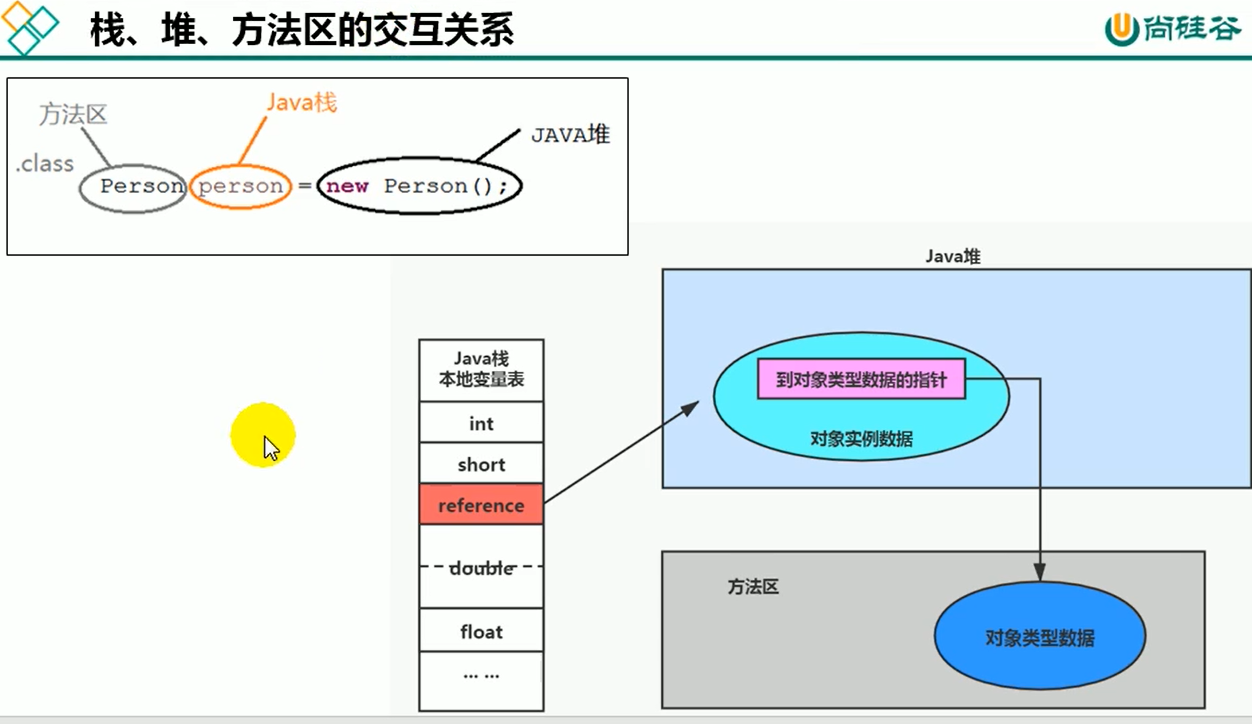 栈、堆、方法区的交互关系
尚硅谷
方法区
Java栈
JAVA堆
.class
Person person = new Person();
Java堆
Java栈
本地变量表
到对象类型数据的指针
int
对象实例数据
short
reference
double
方法区
float
对象类型数据
... ...